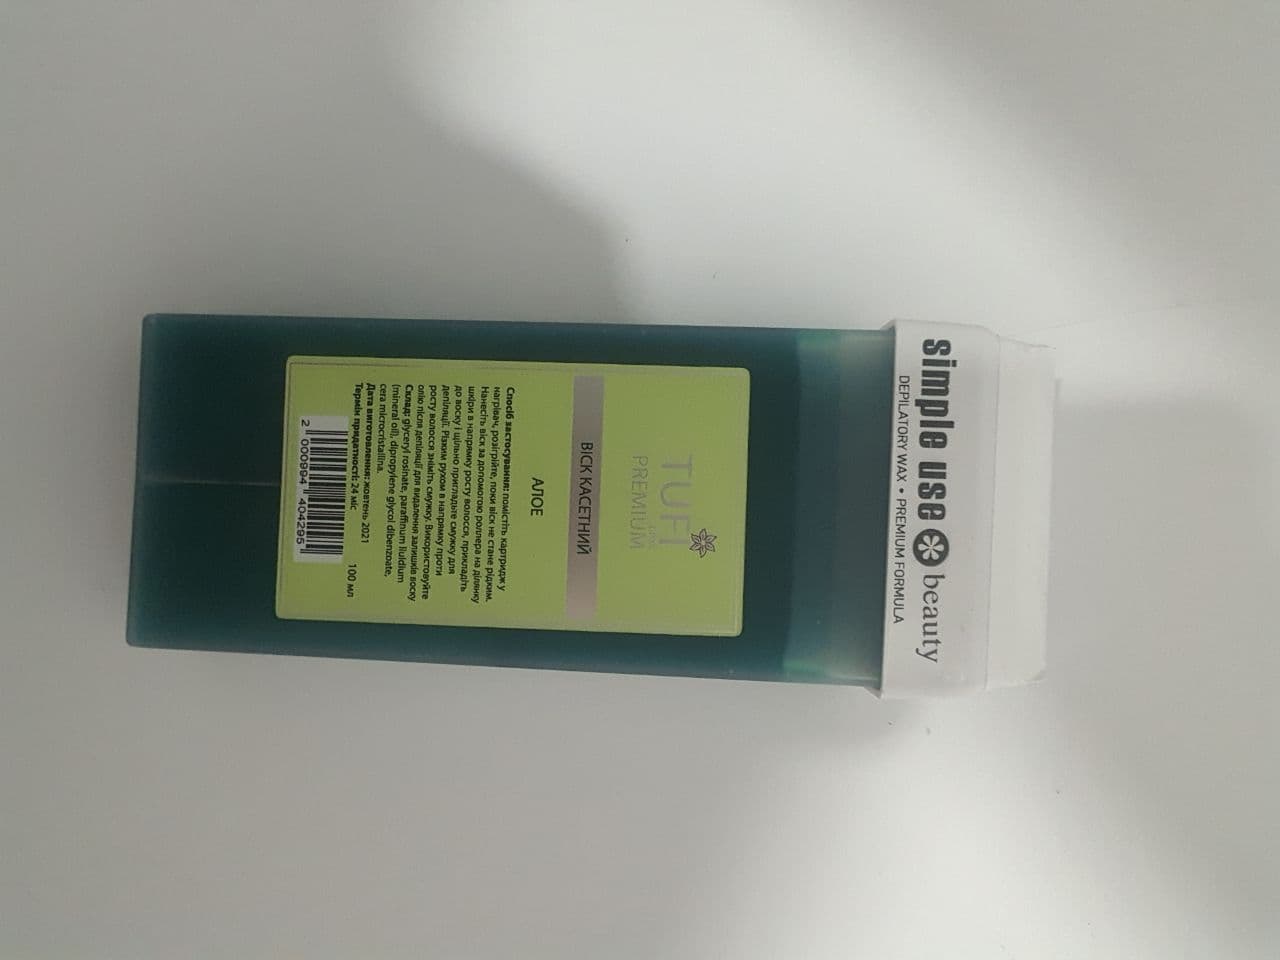 simple use beauty
DEPILATORY WAX • PREMIUM FORMULA
TUFI
PREMIUM
ВІСК КАСЕТНИЙ
АЛОЕ
Спосіб застосування: помістіть картридж у
нагрівач, розігрійте, поки віск не стане рідким.
Нанесіть віск за допомогою роллера на ділянку
шкіри в напрямку росту волосся, прикладіть
до воску і щільно пригладьте смужку для
депіляції. Різким рухом в напрямку проти
росту волосся зніміть смужку. Використовуйте
олію після депіляції для видалення залишків воску
Склад: glyceryl rosinate, paraffinum liuidium
(mineral oil), dipropylene glycol dibenzoate,
cera microcristallina.
Дата виготовлення: жовтень 2021
Термін придатності: 24 міс
100 мл
2 000994 404295